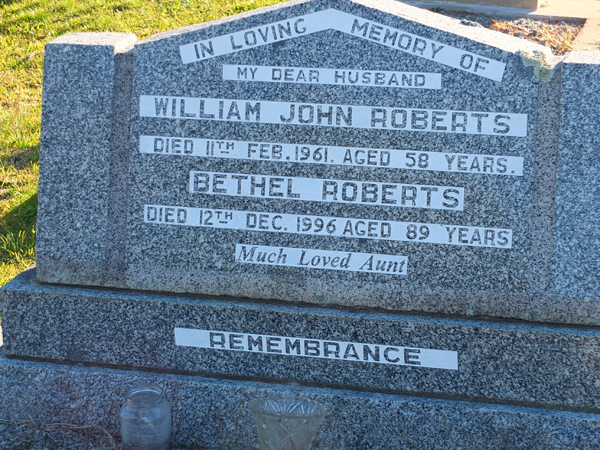 IN LOVING MEMORY OF
MY DEAR HUSBAND
WILLIAM JOHN ROBERTS
DIED 11TH FEB. 1961. AGED 58 YEARS.
BETHEL ROBERTS
DIED 12TH DEC. 1996 AGED 89 YEARS
Much Loved Aunt
REMEMBRANCE